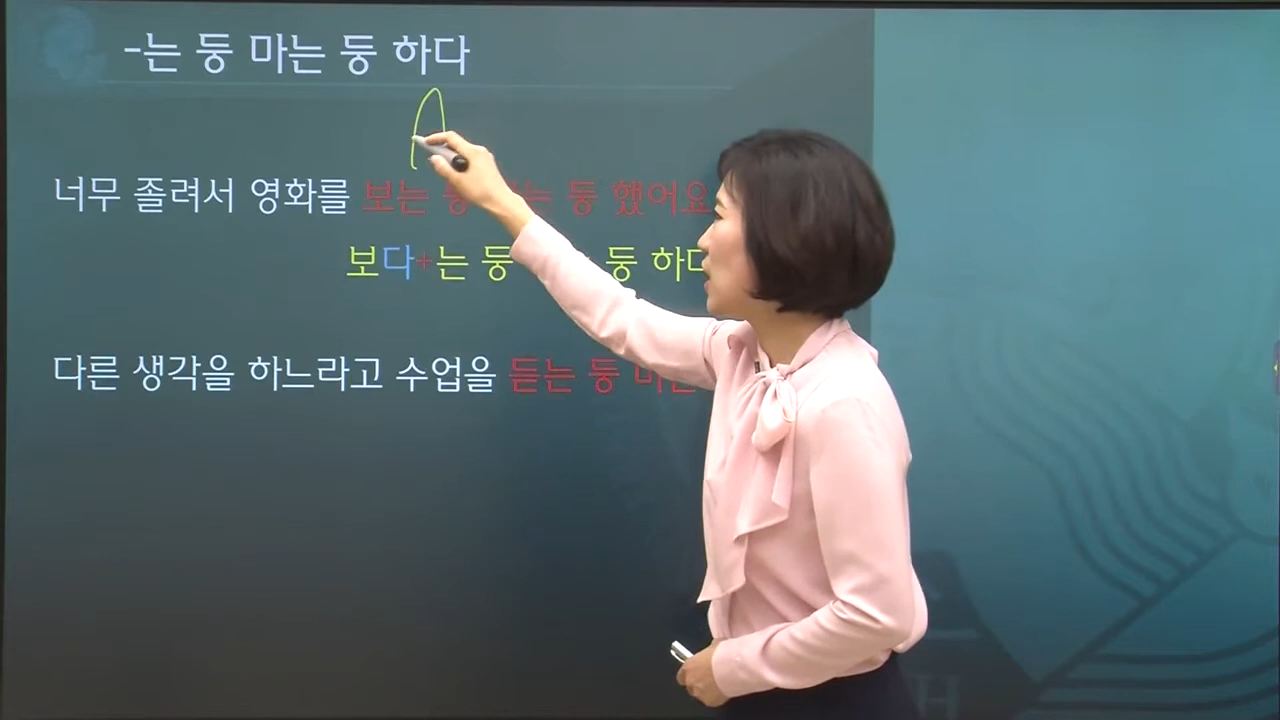 -는 둥 마는 둥 하다
너무 졸려서 영화를 보는 둥 는 둥 했어요
보다+는 둥 둥 하다
다른 생각을 하느라고 수업을 듣는 둥 마는